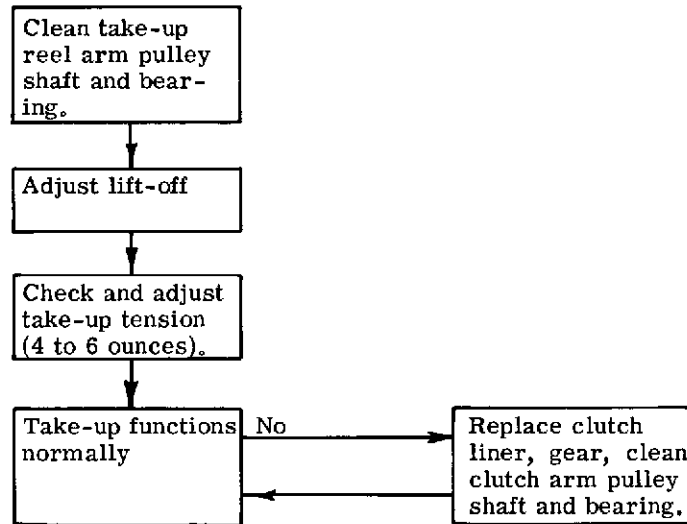 Clean take-up
reel arm pulley
shaft and bear-
ing.
Adjust lift-off
Check and adjust
take-up tension
(4 to 6 ounces).
Take-up functions
normally
No
Replace clutch
liner, gear, clean
clutch arm pulley
shaft and bearing.